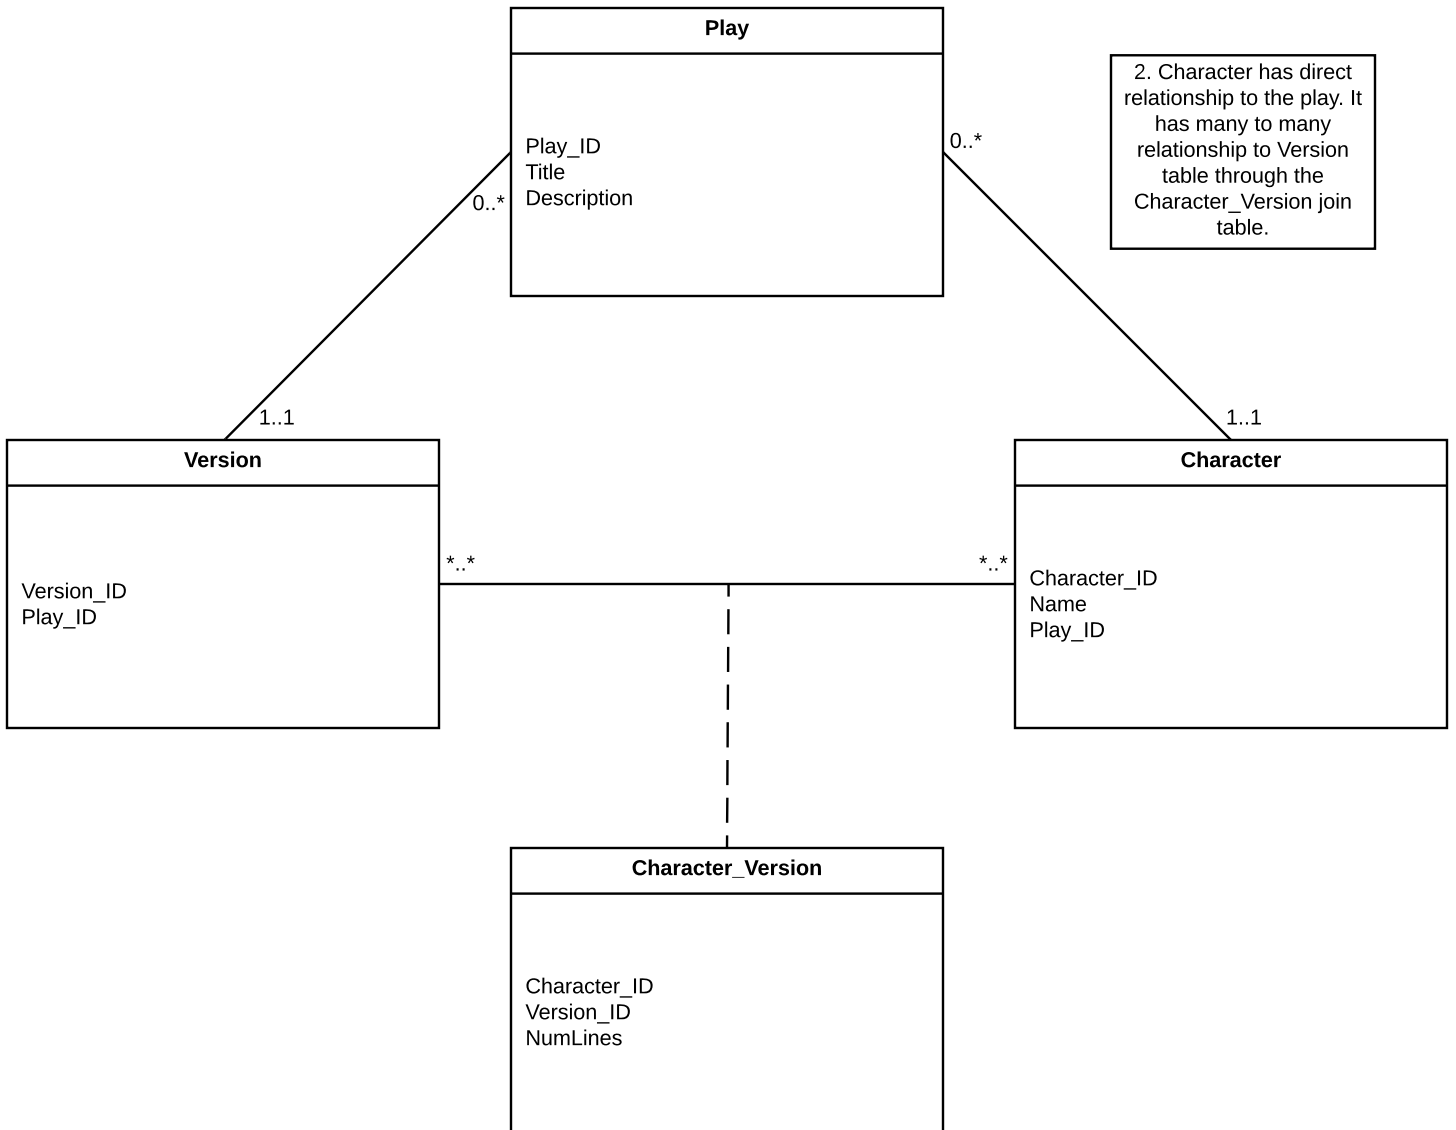 Play
Play_ID
Title
Description
0..*
0..*
2. Character has direct
relationship to the play. It
has many to many
relationship to Version
table through the
Character_Version join
table.
1..1
1..1
Version
Version_ID
Play_ID
*..*
*..*
Character
Character_ID
Name
Play_ID
Character_Version
Character_ID
Version_ID
NumLines